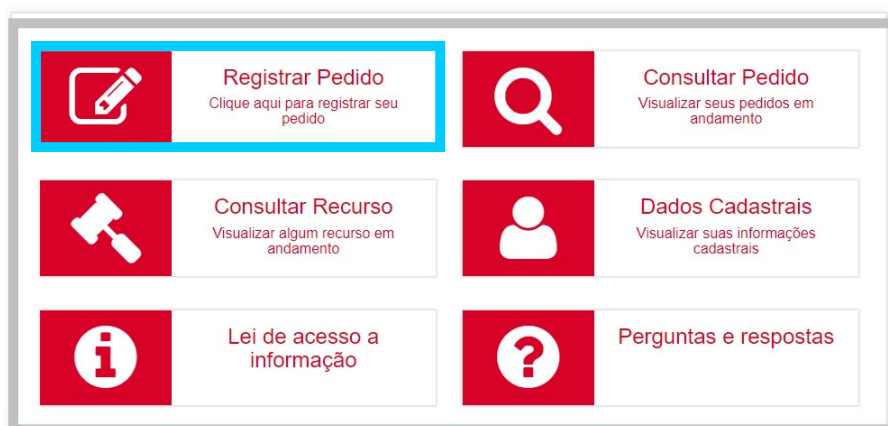 Registrar Pedido
Clique aqui para registrar seu
pedido
Consultar Pedido
Visualizar seus pedidos em
andamento
Consultar Recurso
Visualizar algum recurso em
andamento
Dados Cadastrais
Visualizar suas informações
cadastrais
Lei de acesso a
informação
Perguntas e respostas